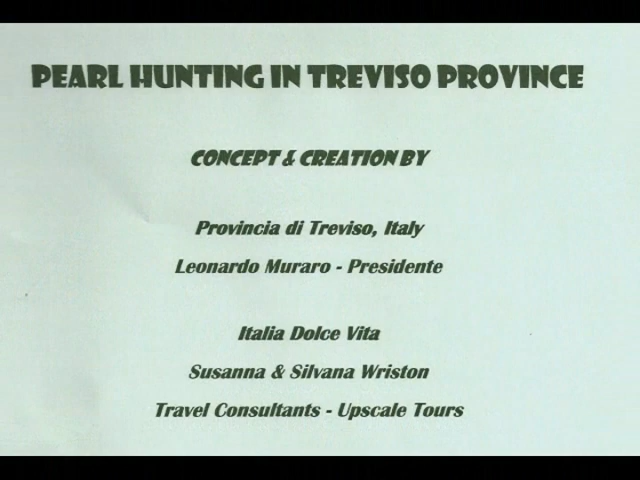 PEARL HUNTING IN TREVISO PROVINCE
CONCEPT & CREATION BY
Provincia di Treviso, Italy
Leonardo Muraro - Presidente
Italia Dolce Vita
Susanna & Silvana Wriston
Travel Consultants - Upscale Tours